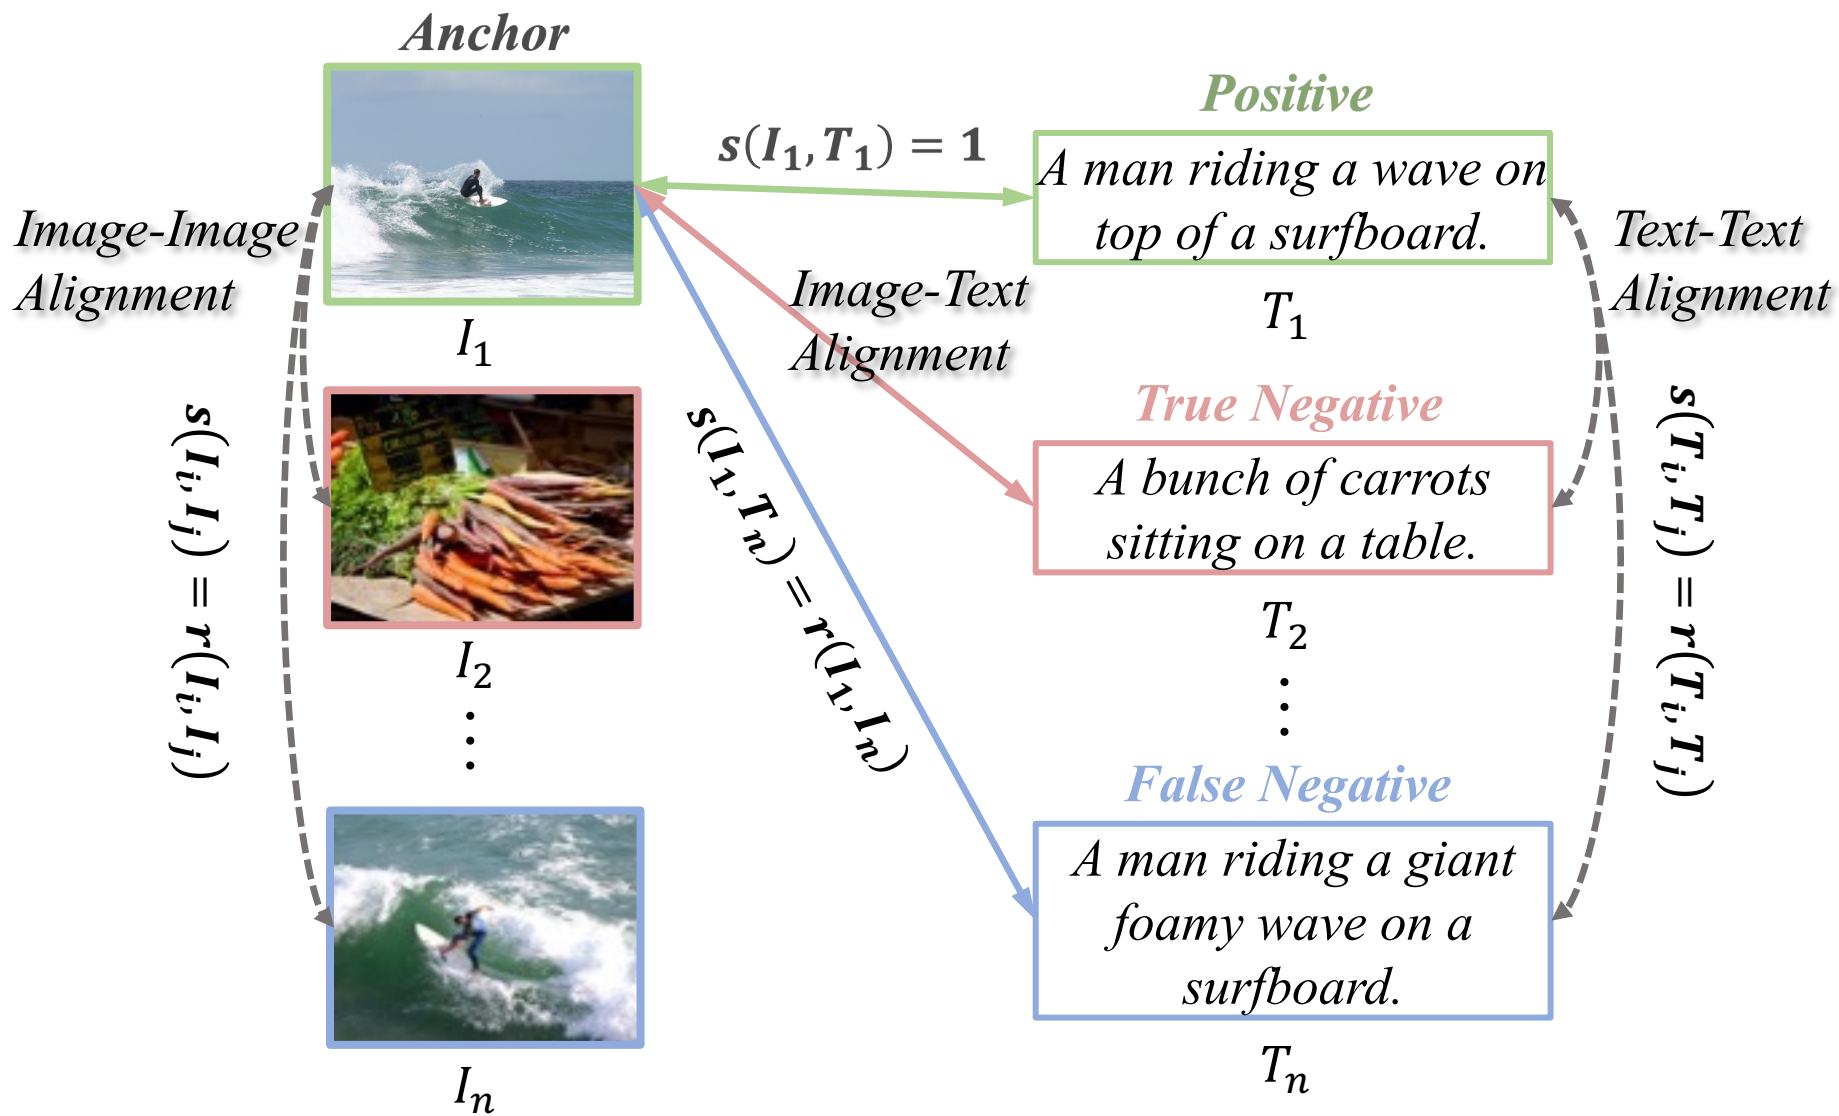 Anchor
Positive
s(I₁, T₁) = 1
A man riding a wave on
top of a surfboard.
T₁
Image-Image
Alignment
I₁
Text-Text
Alignment
Image-Text
Alignment
True Negative
A bunch of carrots
sitting on a table.
T₂
I₂
s(Iᵢ, Iⱼ) = r(Iᵢ, Iⱼ)
s(I₁, Tₙ) = r(I₁, Iₙ)
s(Tᵢ, Tⱼ) = r(Tᵢ, Tⱼ)
⋮
⋮
False Negative
A man riding a giant
foamy wave on a
surfboard.
Tₙ
Iₙ